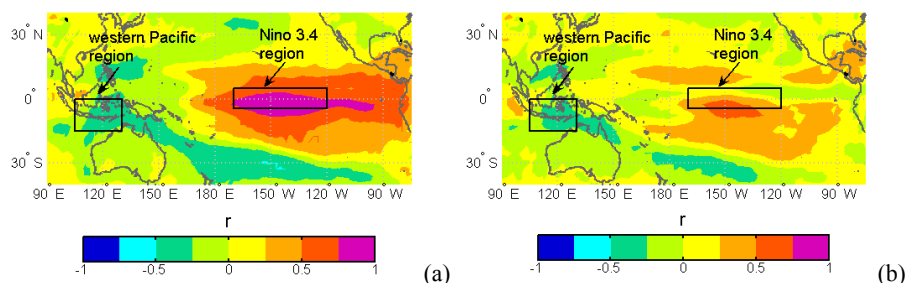 40° N
western Pacific
region
Nino 3.4
region
0°
30° S
90 E 120 E 150 E 180 E 150 W 120 W 90 W
r
-1 -0.5 0 0.5 1
(a)
40° N
western Pacific
region
Nino 3.4
region
0°
30° S
90 E 120 E 150 E 180 E 150 W 120 W 90 W
r
-1 -0.5 0 0.5 1
(b)